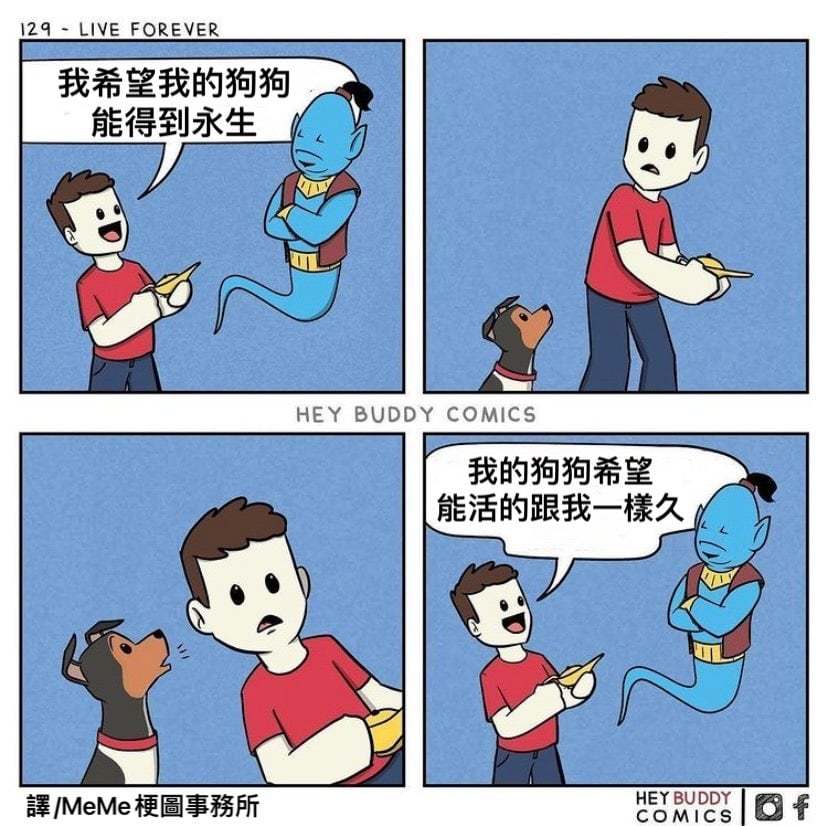 129 - LIVE FOREVER
我希望我的狗狗
能得到永生
HEY BUDDY COMICS
我的狗狗希望
能活的跟我一樣久
譯/MeMe梗圖事務所
HEY BUDDY
COMICS